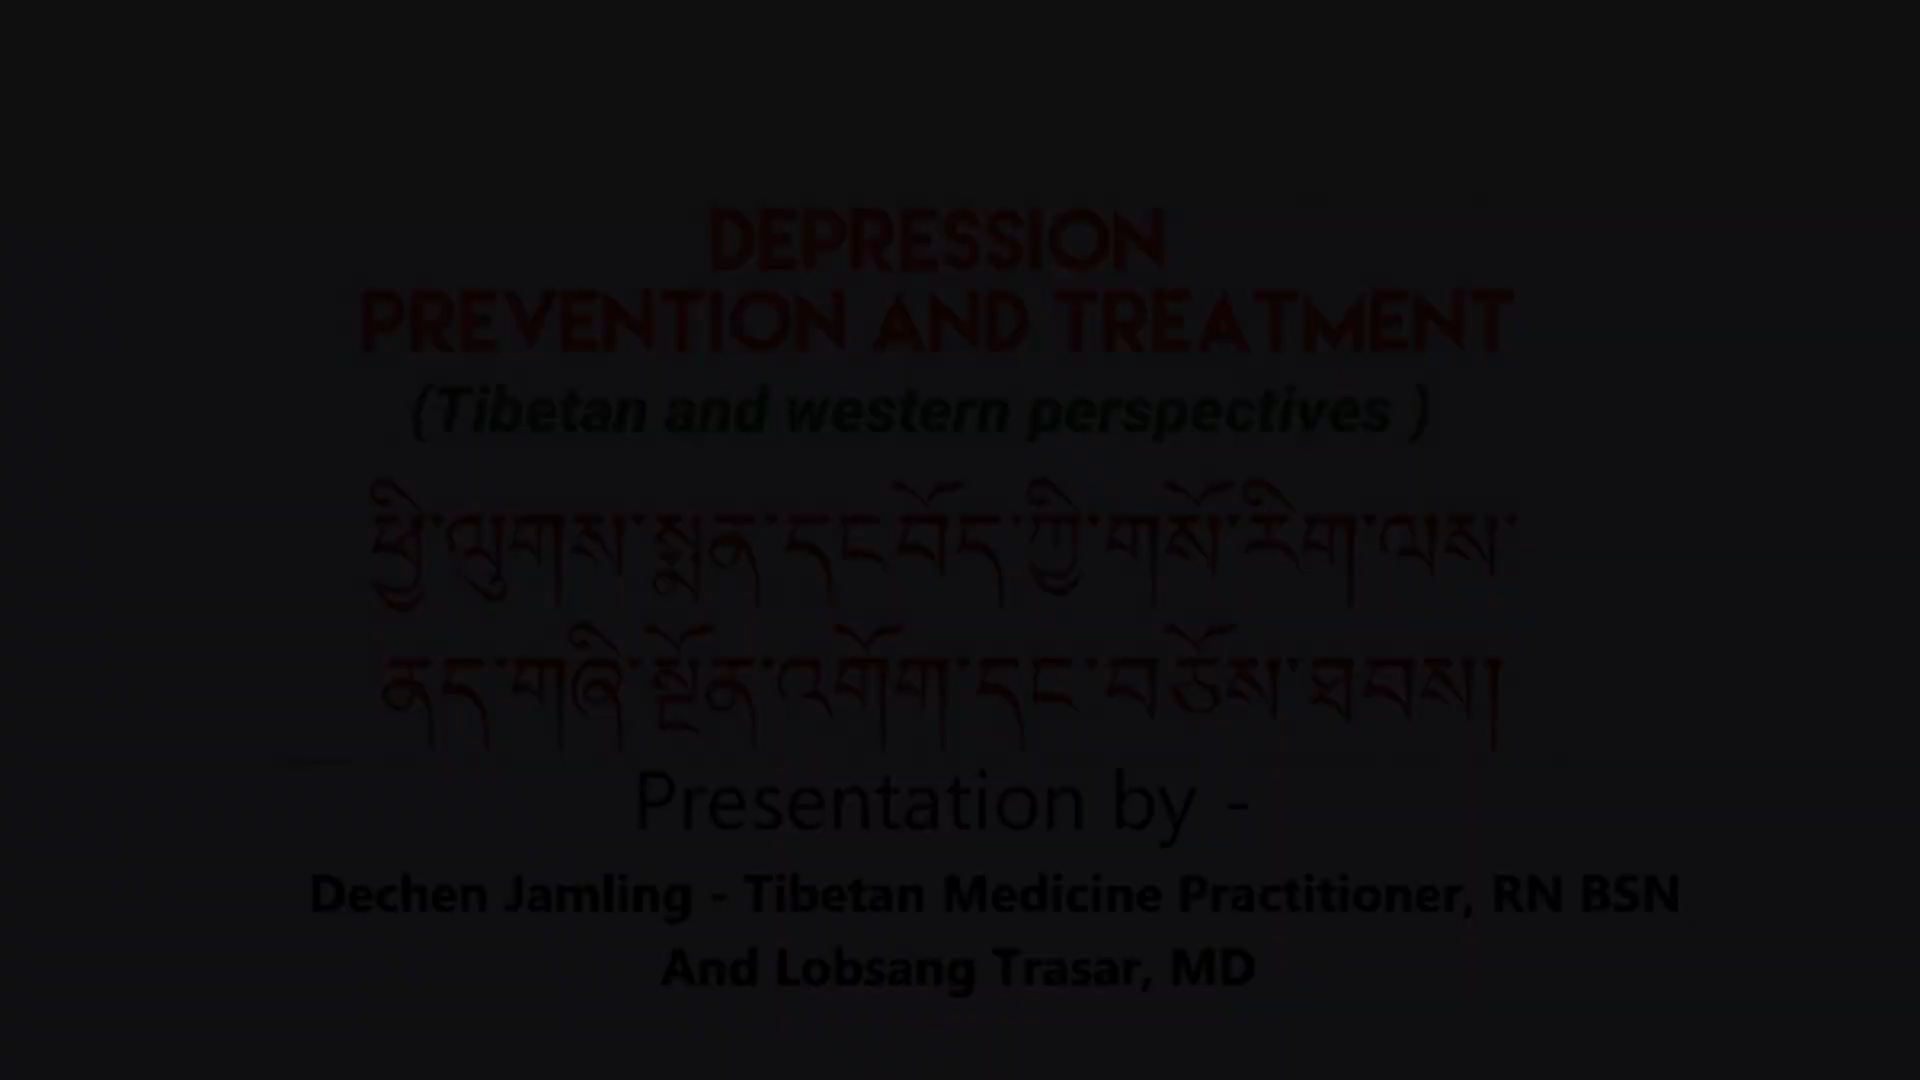 DEPRESSION
PREVENTION AND TREATMENT
(Tibetan and western perspectives )
ཕྱི་ལུགས་སྨན་དང་བོད་ཀྱི་གསོ་རིག་ལས་
ནད་གཞི་སྔོན་འགོག་དང་བཅོས་ཐབས།
Presentation by -
Dechen Jamling - Tibetan Medicine Practitioner, RN BSN
And Lobsang Trasar, MD